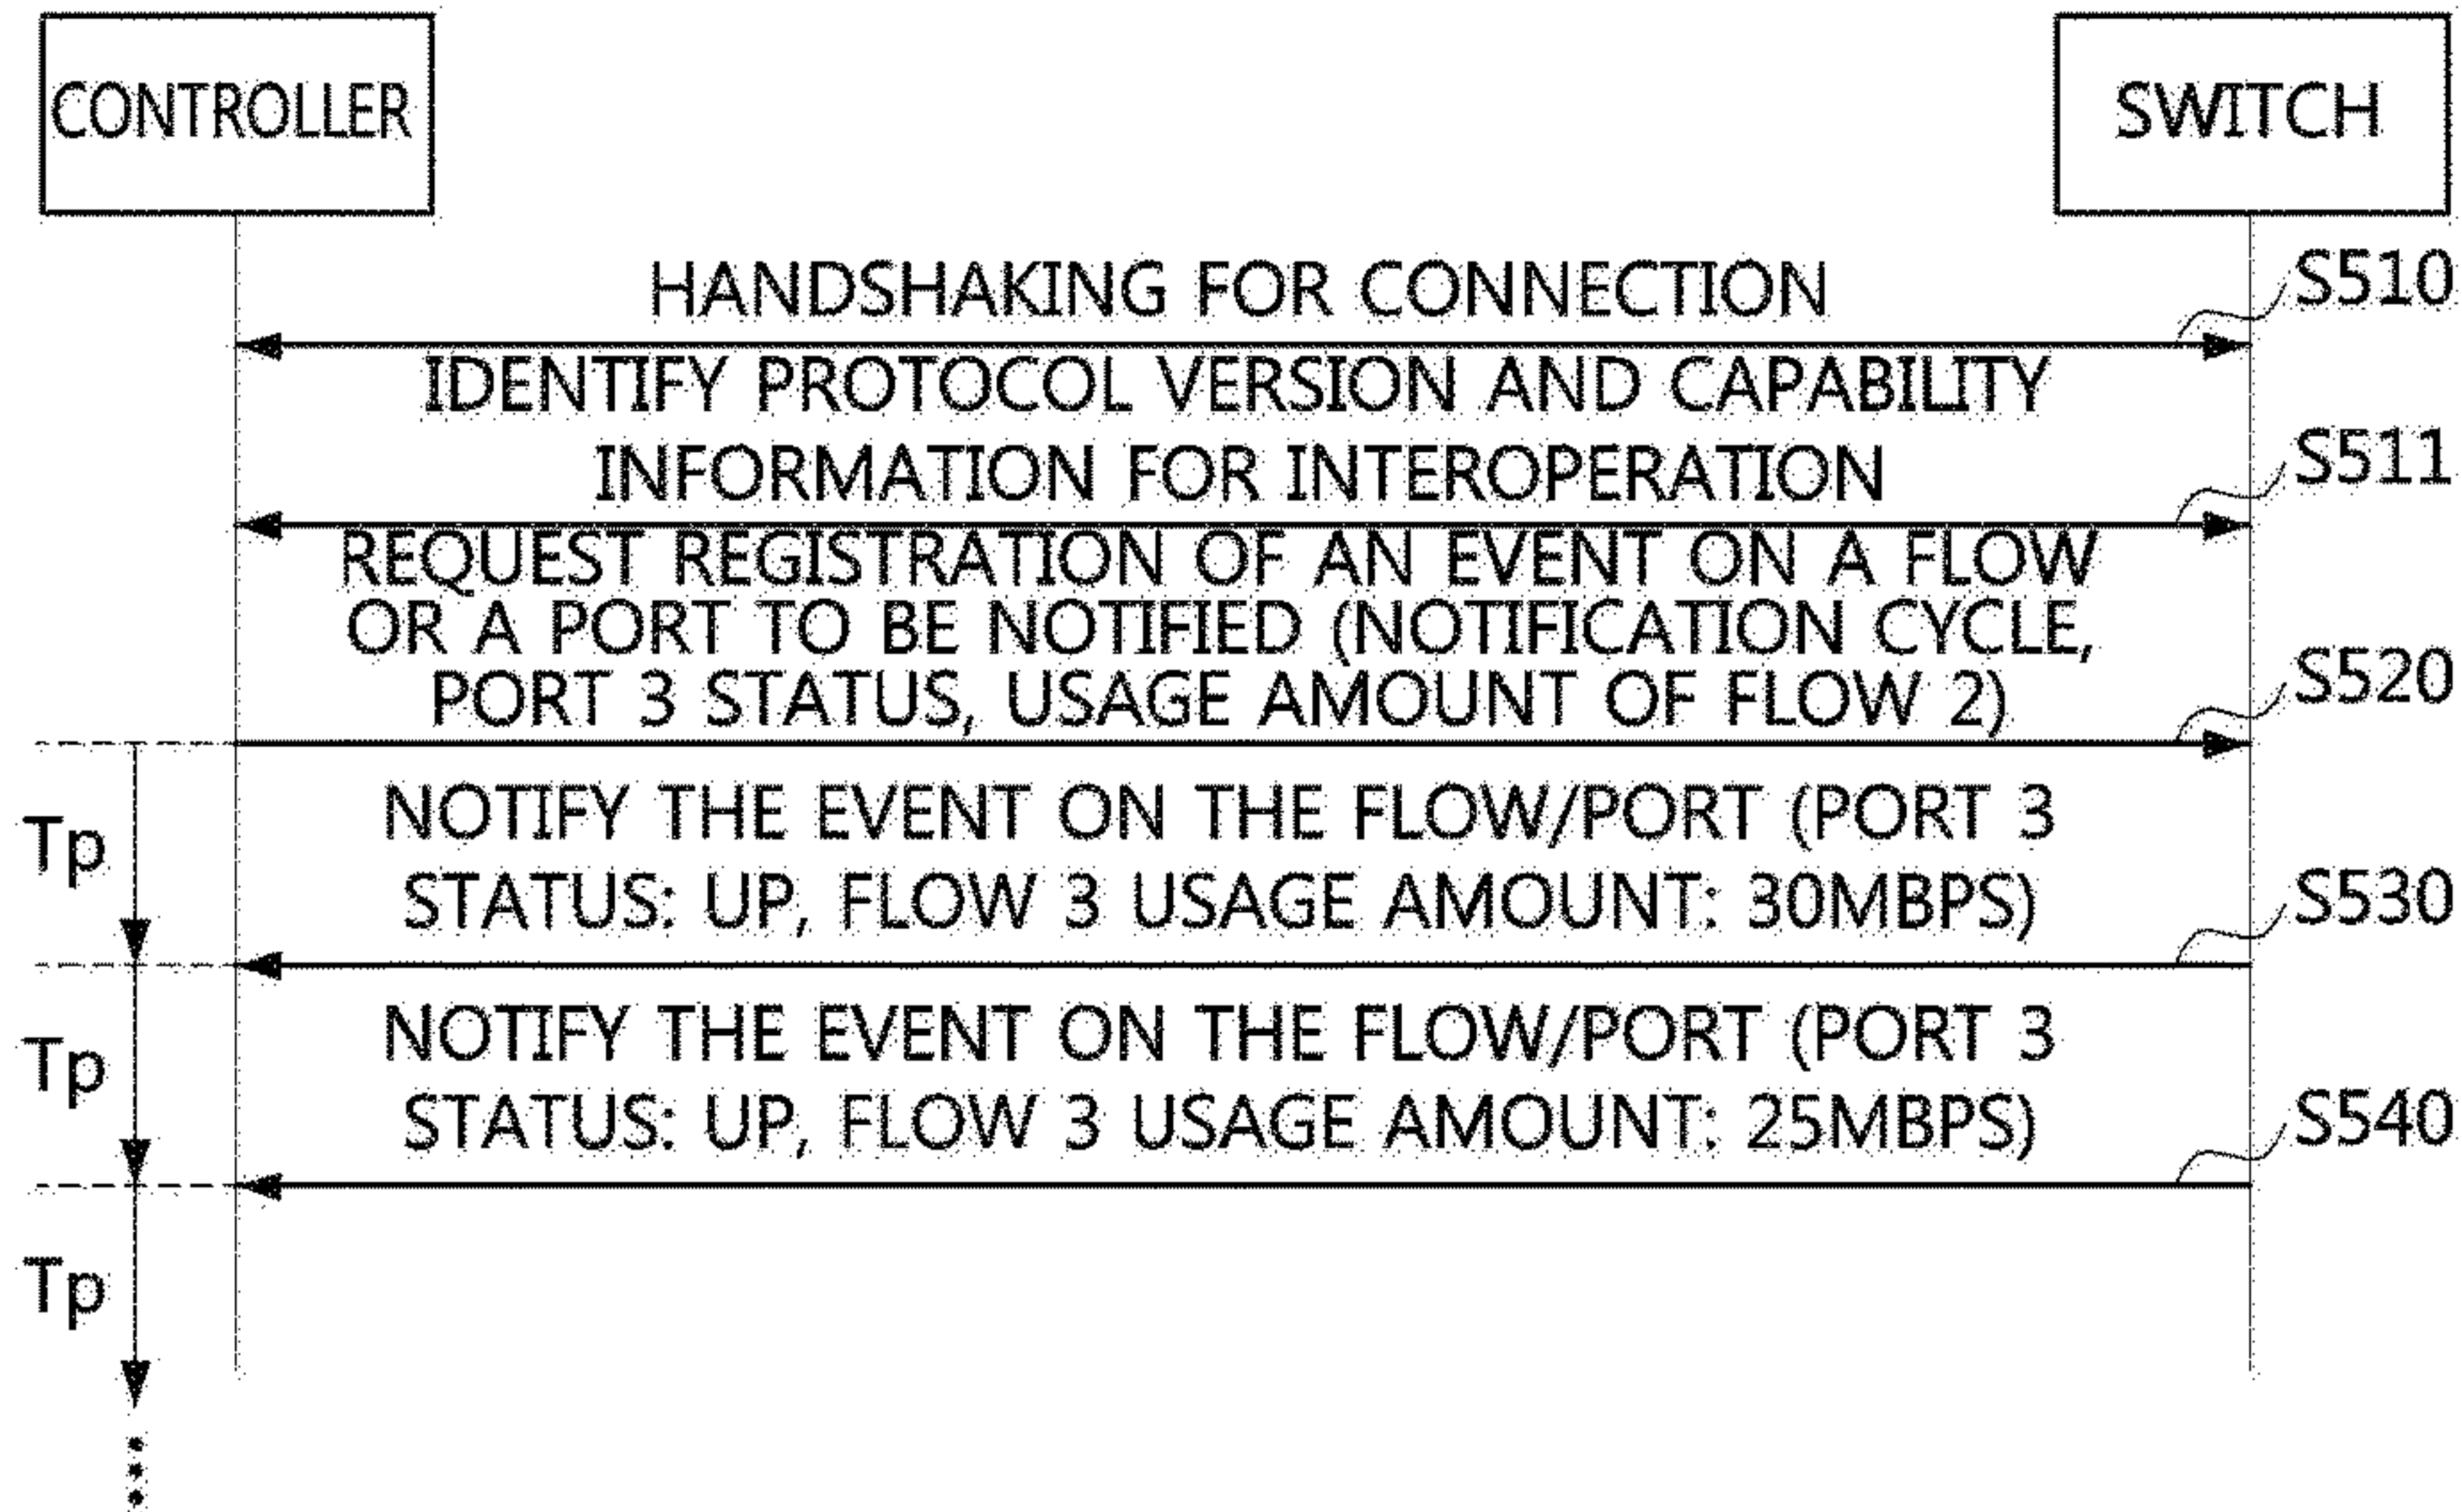 CONTROLLER
SWITCH
HANDSHAKING FOR CONNECTION
S510
IDENTIFY PROTOCOL VERSION AND CAPABILITY
INFORMATION FOR INTEROPERATION
S511
REQUEST REGISTRATION OF AN EVENT ON A FLOW
OR A PORT TO BE NOTIFIED (NOTIFICATION CYCLE,
PORT 3 STATUS, USAGE AMOUNT OF FLOW 2)
S520
Tp
NOTIFY THE EVENT ON THE FLOW/PORT (PORT 3
STATUS: UP, FLOW 3 USAGE AMOUNT: 30MBPS)
S530
Tp
NOTIFY THE EVENT ON THE FLOW/PORT (PORT 3
STATUS: UP, FLOW 3 USAGE AMOUNT: 25MBPS)
S540
Tp